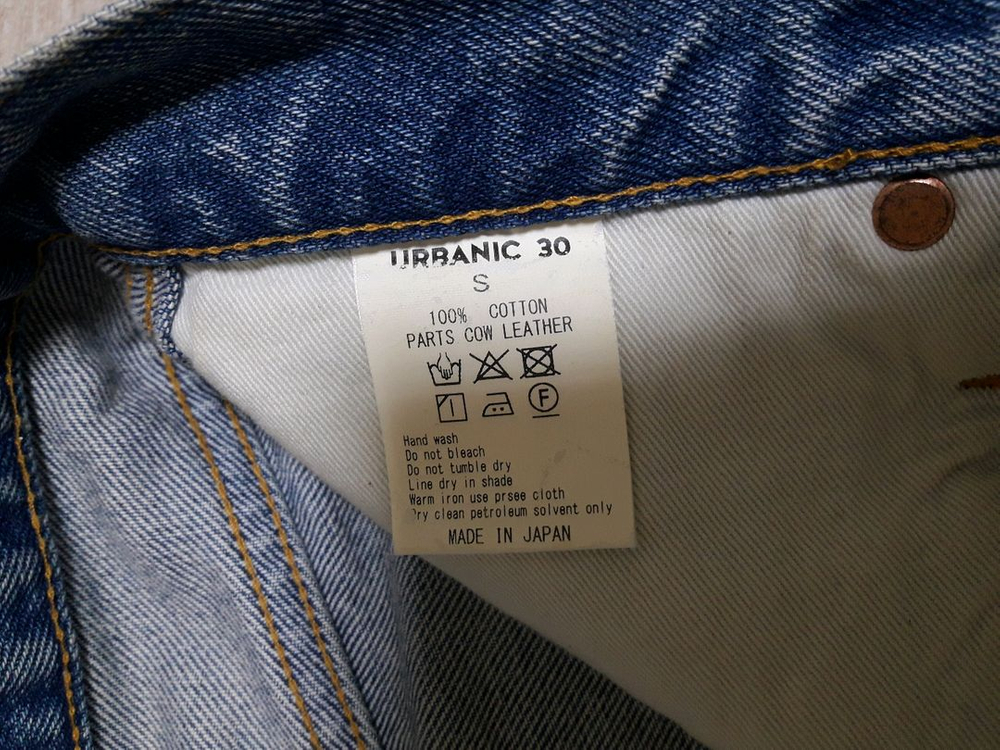 URBANIC 30
S
100% COTTON
PARTS COW LEATHER
F
Hand wash
Do not bleach
Do not tumble dry
Line dry in shade
Warm iron use prsee cloth
Dry clean petroleum solvent only
MADE IN JAPAN